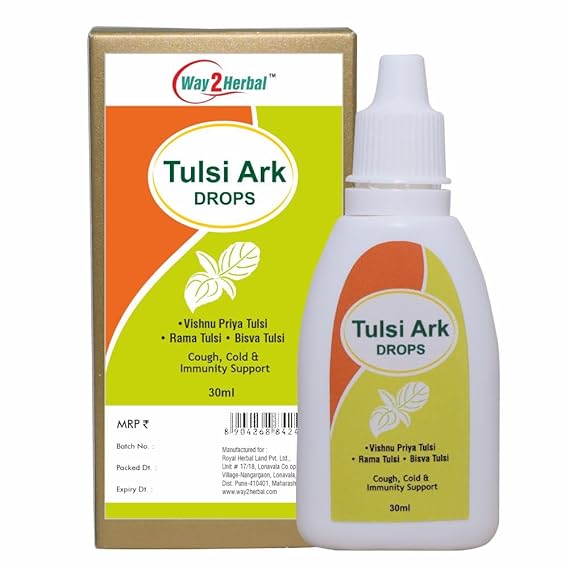 Way2Herbal™
Tulsi Ark
DROPS
•Vishnu Priya Tulsi
•Rama Tulsi •Bisva Tulsi
Cough, Cold &
Immunity Support
30ml
MRP ₹
Batch No. :
Packed Dt. :
Expiry Dt. :
8 904268 8424
Manufactured for :
Royal Herbal Land Pvt. Ltd.,
Unit # 17/18, Lonavala Co op
Village-Nangargaon, Lonavala,
Dist. Pune-410401, Maharash
www.way2herbal.com
Tulsi Ark
DROPS
•Vishnu Priya Tulsi
•Rama Tulsi •Bisva Tulsi
Cough, Cold &
Immunity Support
30ml